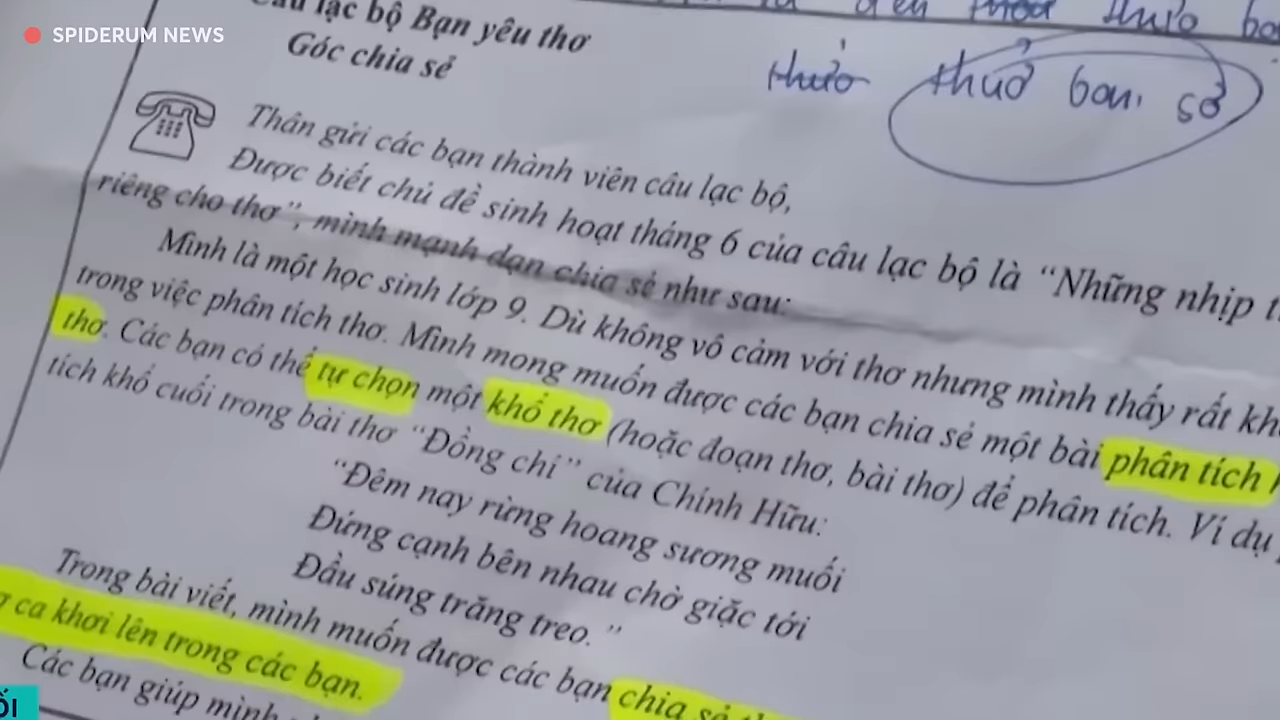 SPIDERUM NEWS
thuở bo
thuở
thuở ban sơ
Câu lạc bộ Bạn yêu thơ
Góc chia sẻ
Thân gửi các bạn thành viên câu lạc bộ,
Được biết chủ đề sinh hoạt tháng 6 của câu lạc bộ là “Những nhịp
riêng cho thơ”, mình mạnh dạn chia sẻ như sau:
Mình là một học sinh lớp 9. Dù không vô cảm với thơ nhưng mình thấy rất kh
trong việc phân tích thơ. Mình mong muốn được các bạn chia sẻ một bài phân tích
thơ. Các bạn có thể tự chọn một khổ thơ (hoặc đoạn thơ, bài thơ) để phân tích. Ví dụ
tích khổ cuối trong bài thơ “Đồng chí” của Chính Hữu:
“Đêm nay rừng hoang sương muối
Đứng cạnh bên nhau chờ giặc tới
Đầu súng trăng treo.”
Trong bài viết, mình muốn được các bạn chia sẻ
ca khơi lên trong các bạn.
Các bạn giúp mình
ỐI